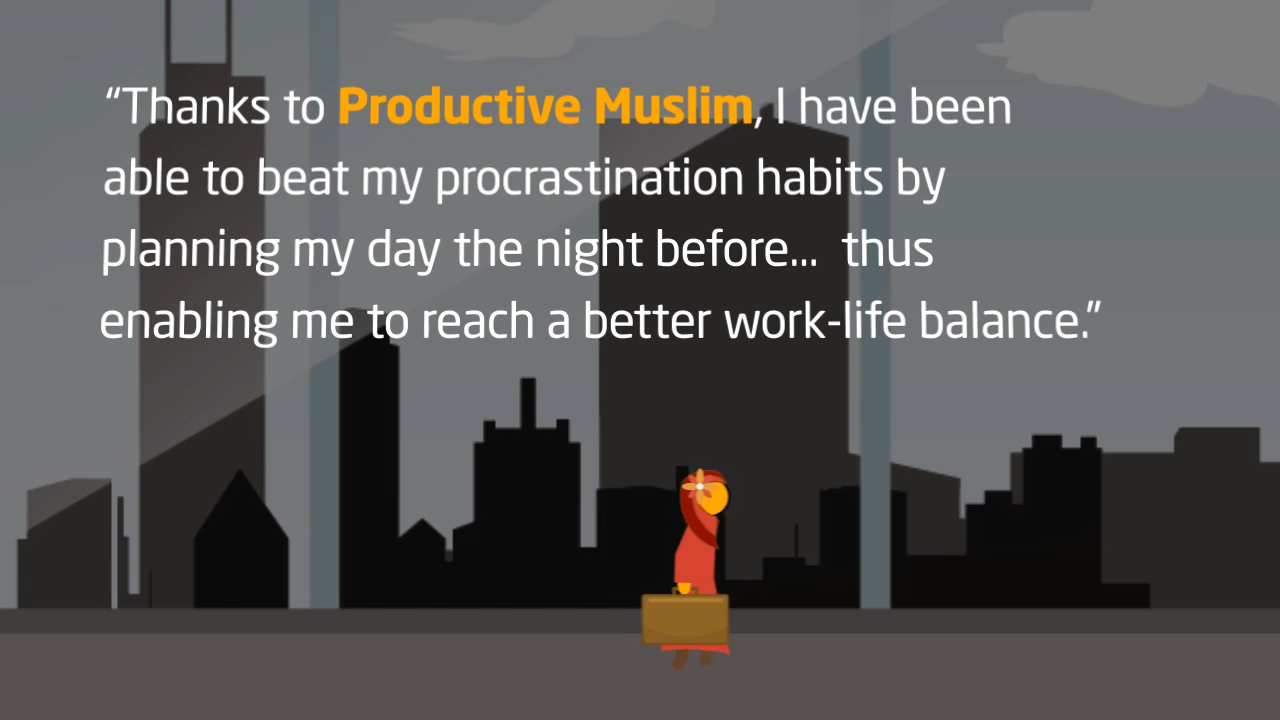 “Thanks to Productive Muslim, I have been
able to beat my procrastination habits by
planning my day the night before...  thus
enabling me to reach a better work-life balance.”